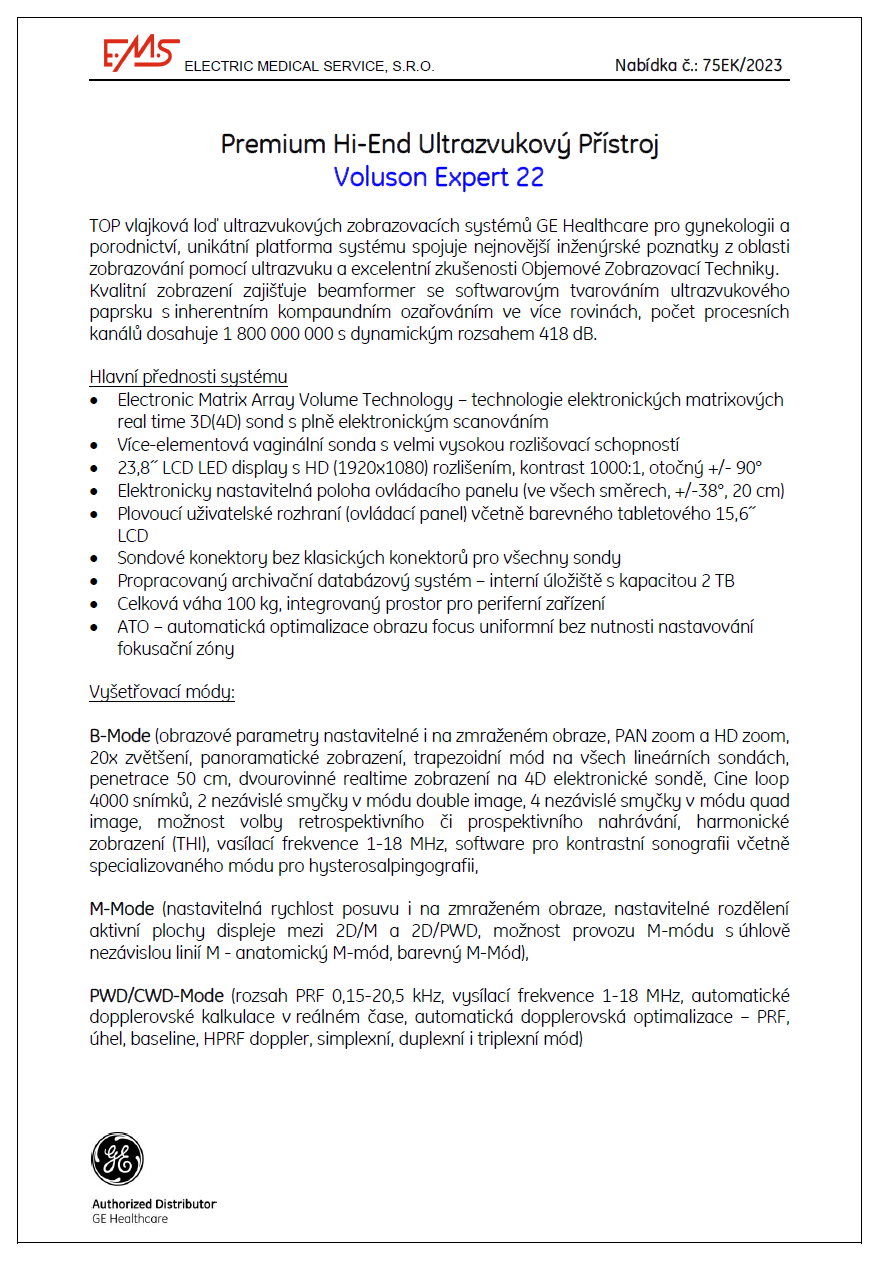 EMS ELECTRIC MEDICAL SERVICE, S.R.O.
Nabídka č.: 75EK/2023
Premium Hi-End Ultrazvukový Přístroj
Voluson Expert 22
TOP vlajková loď ultrazvukových zobrazovacích systémů GE Healthcare pro gynekologii a
porodnictví, unikátní platforma systému spojuje nejnovější inženýrské poznatky z oblasti
zobrazování pomocí ultrazvuku a excelentní zkušenosti Objemové Zobrazovací Techniky.
Kvalitní zobrazení zajišťuje beamformer se softwarovým tvarováním ultrazvukového
paprsku s inherentním kompaundním ozařováním ve více rovinách, počet procesních
kanálů dosahuje 1 800 000 000 s dynamickým rozsahem 418 dB.
Hlavní přednosti systému
• Electronic Matrix Array Volume Technology – technologie elektronických matrixových
real time 3D(4D) sond s plně elektronickým scanováním
• Více-elementová vaginální sonda s velmi vysokou rozlišovací schopností
• 23,8˝ LCD LED display s HD (1920x1080) rozlišením, kontrast 1000:1, otočný +/- 90°
• Elektronicky nastavitelná poloha ovládacího panelu (ve všech směrech, +/-38°, 20 cm)
• Plovoucí uživatelské rozhraní (ovládací panel) včetně barevného tabletového 15,6˝
LCD
• Sondové konektory bez klasických konektorů pro všechny sondy
• Propracovaný archivační databázový systém – interní úložiště s kapacitou 2 TB
• Celková váha 100 kg, integrovaný prostor pro periferní zařízení
• ATO – automatická optimalizace obrazu focus uniformní bez nutnosti nastavování
fokusační zóny
Vyšetřovací módy:
B-Mode (obrazové parametry nastavitelné i na zmraženém obraze, PAN zoom a HD zoom,
20x zvětšení, panoramatické zobrazení, trapezoidní mód na všech lineárních sondách,
penetrace 50 cm, dvourovinné realtime zobrazení na 4D elektronické sondě, Cine loop
4000 snímků, 2 nezávislé smyčky v módu double image, 4 nezávislé smyčky v módu quad
image, možnost volby retrospektivního či prospektivního nahrávání, harmonické
zobrazení (THI), vasílací frekvence 1-18 MHz, software pro kontrastní sonografii včetně
specializovaného módu pro hysterosalpingografii,
M-Mode (nastavitelná rychlost posuvu i na zmraženém obraze, nastavitelné rozdělení
aktivní plochy displeje mezi 2D/M a 2D/PWD, možnost provozu M-módu s úhlově
nezávislou linií M - anatomický M-mód, barevný M-Mód),
PWD/CWD-Mode (rozsah PRF 0,15-20,5 kHz, vysílací frekvence 1-18 MHz, automatické
dopplerovské kalkulace v reálném čase, automatická dopplerovská optimalizace – PRF,
úhel, baseline, HPRF doppler, simplexní, duplexní i triplexní mód)
GE
Authorized Distributor
GE Healthcare